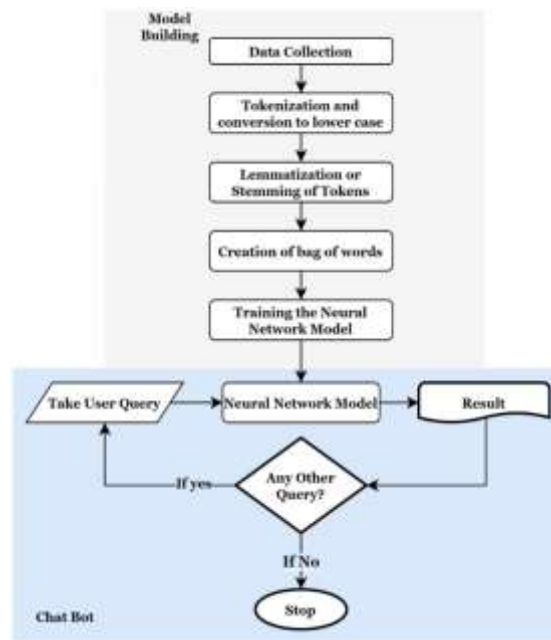 Model
Building
Data Collection
Tokenization and
conversion to lower case
Lemmatization or
Stemming of Tokens
Creation of bag of words
Training the Neural
Network Model
Take User Query
Neural Network Model
Result
Any Other
Query?
If yes
If No
Stop
Chat Bot